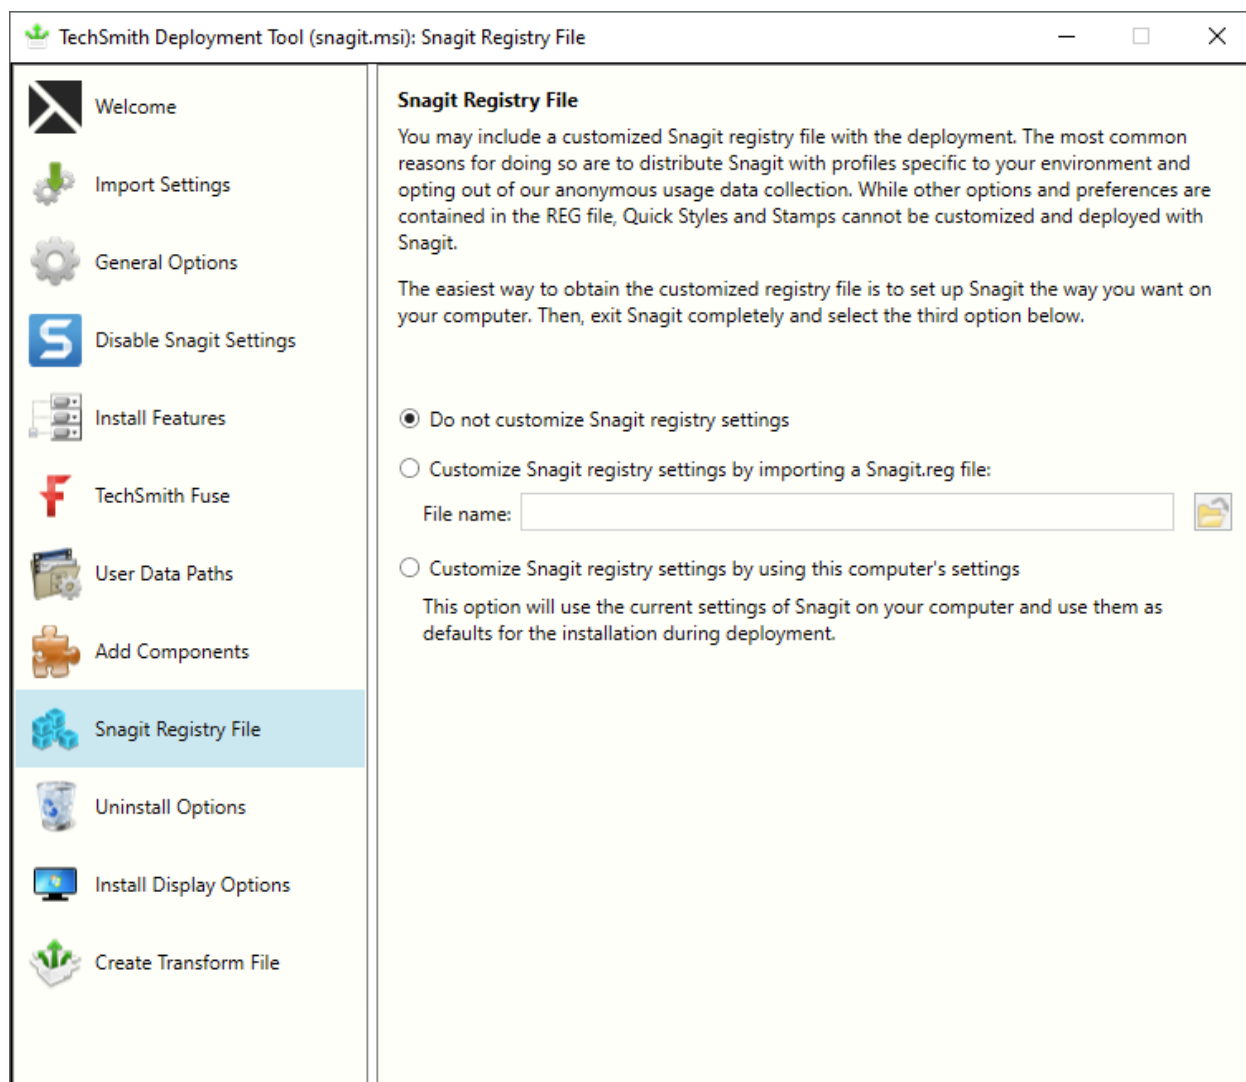 TechSmith Deployment Tool (snagit.msi): Snagit Registry File
Welcome
Import Settings
General Options
Disable Snagit Settings
Install Features
TechSmith Fuse
User Data Paths
Add Components
Snagit Registry File
Uninstall Options
Install Display Options
Create Transform File
Snagit Registry File
You may include a customized Snagit registry file with the deployment. The most common
reasons for doing so are to distribute Snagit with profiles specific to your environment and
opting out of our anonymous usage data collection. While other options and preferences are
contained in the REG file, Quick Styles and Stamps cannot be customized and deployed with
Snagit.
The easiest way to obtain the customized registry file is to set up Snagit the way you want on
your computer. Then, exit Snagit completely and select the third option below.
Do not customize Snagit registry settings
Customize Snagit registry settings by importing a Snagit.reg file:
File name:
Customize Snagit registry settings by using this computer's settings
This option will use the current settings of Snagit on your computer and use them as
defaults for the installation during deployment.